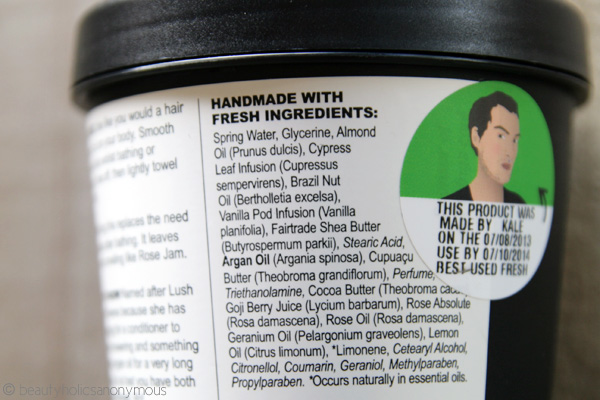 you would a hair
your body. Smooth
bathing or
then lightly towel
replaces the need
bathing. It leaves
like Rose Jam.
named after Lush
because she has
conditioner to
and something
for a very long
have both
HANDMADE WITH
FRESH INGREDIENTS:
Spring Water, Glycerine, Almond
Oil (Prunus dulcis), Cypress
Leaf Infusion (Cupressus
sempervirens), Brazil Nut
Oil (Bertholletia excelsa),
Vanilla Pod Infusion (Vanilla
planifolia), Fairtrade Shea Butter
(Butyrospermum parkii), Stearic Acid,
Argan Oil (Argania spinosa), Cupuaçu
Butter (Theobroma grandiflorum), Perfume,
Triethanolamine, Cocoa Butter (Theobroma
Goji Berry Juice (Lycium barbarum), Rose Absolute
(Rosa damascena), Rose Oil (Rosa damascena),
Geranium Oil (Pelargonium graveolens), Lemon
Oil (Citrus limonum), *Limonene, Cetearyl Alcohol,
Citronellol, Coumarin, Geraniol, Methylparaben,
Propylparaben. *Occurs naturally in essential oils.
THIS PRODUCT WAS
MADE BY KALE
ON THE 07/08/2013
USE BY 07/10/2014
BEST USED FRESH
© beautyholicsanonymous